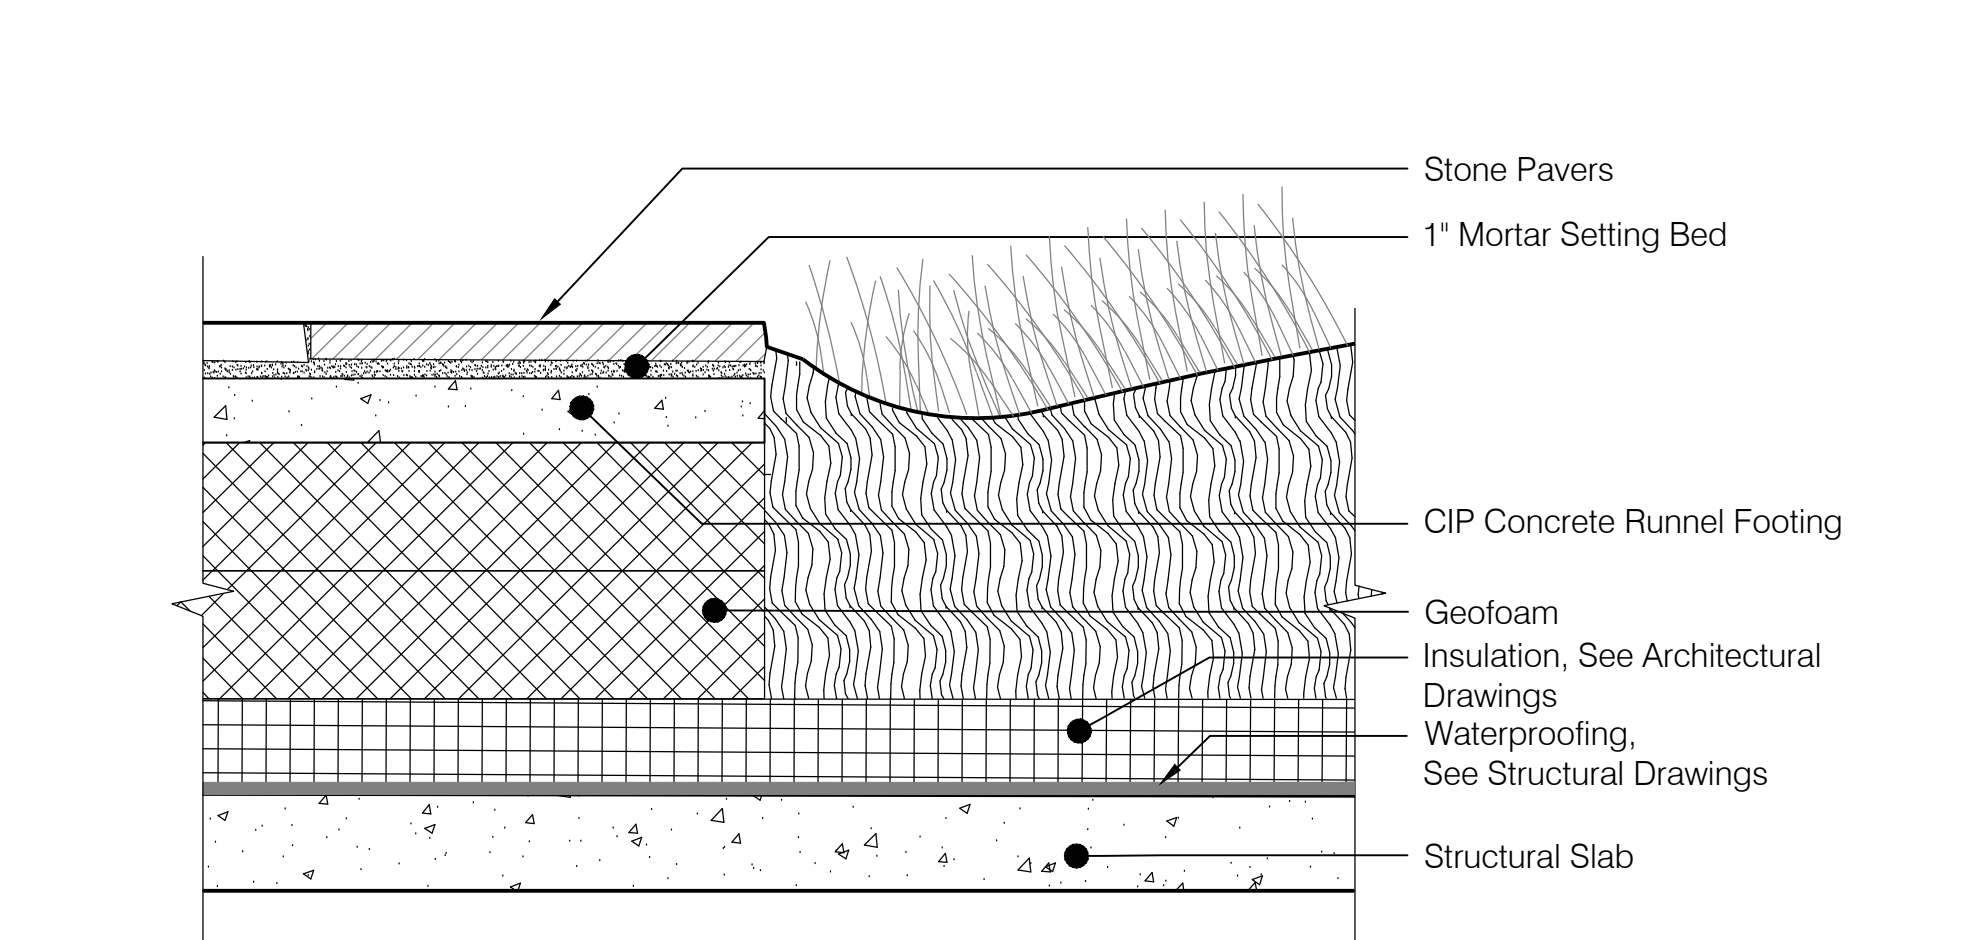 Stone Pavers
1" Mortar Setting Bed
CIP Concrete Runnel Footing
Geofoam
Insulation, See Architectural
Drawings
Waterproofing,
See Structural Drawings
Structural Slab